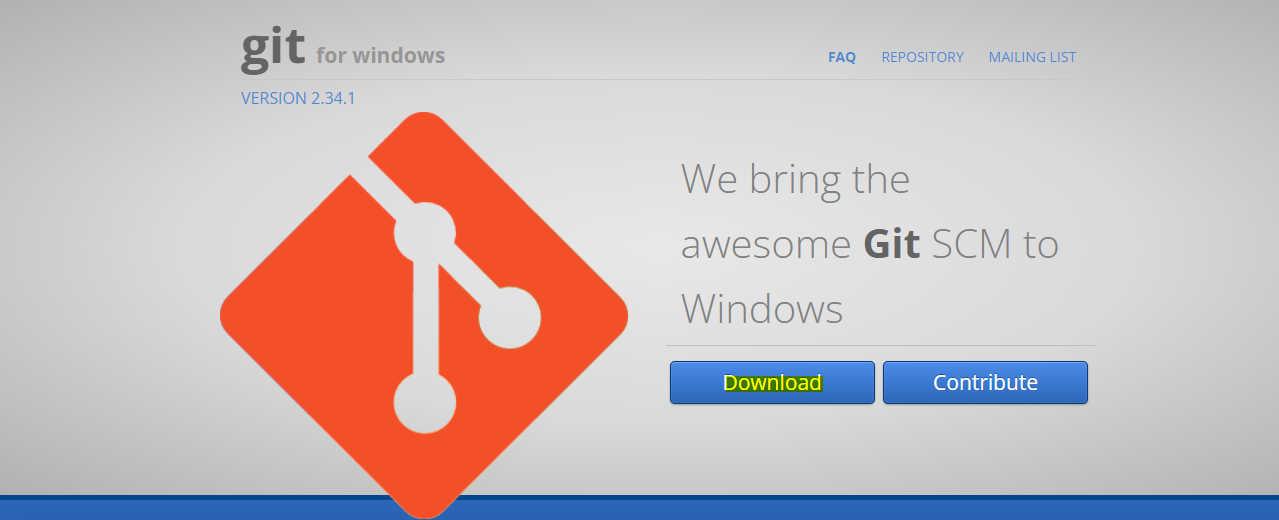 git for windows
FAQ REPOSITORY MAILING LIST
VERSION 2.34.1
We bring the
awesome Git SCM to
Windows
Download Contribute